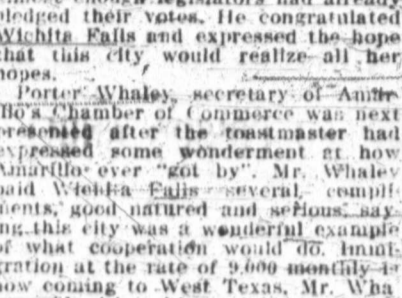 pledged their votes. He congratulated
Wichita Falls and expressed the hope
that this city would realize all her
hopes.
Porter Whaley, secretary of Amar-
illo's Chamber of Commerce was next
presented after the toastmaster had
expressed some wonderment at how
Amarillo ever "got by". Mr. Whaley
paid Wichita Falls several compli-
ments, good natured and serious, say-
ing this city was a wonderful example
of what cooperation would do. Immi-
gration at the rate of 9,000 monthly is
now coming to West Texas, Mr. Wha